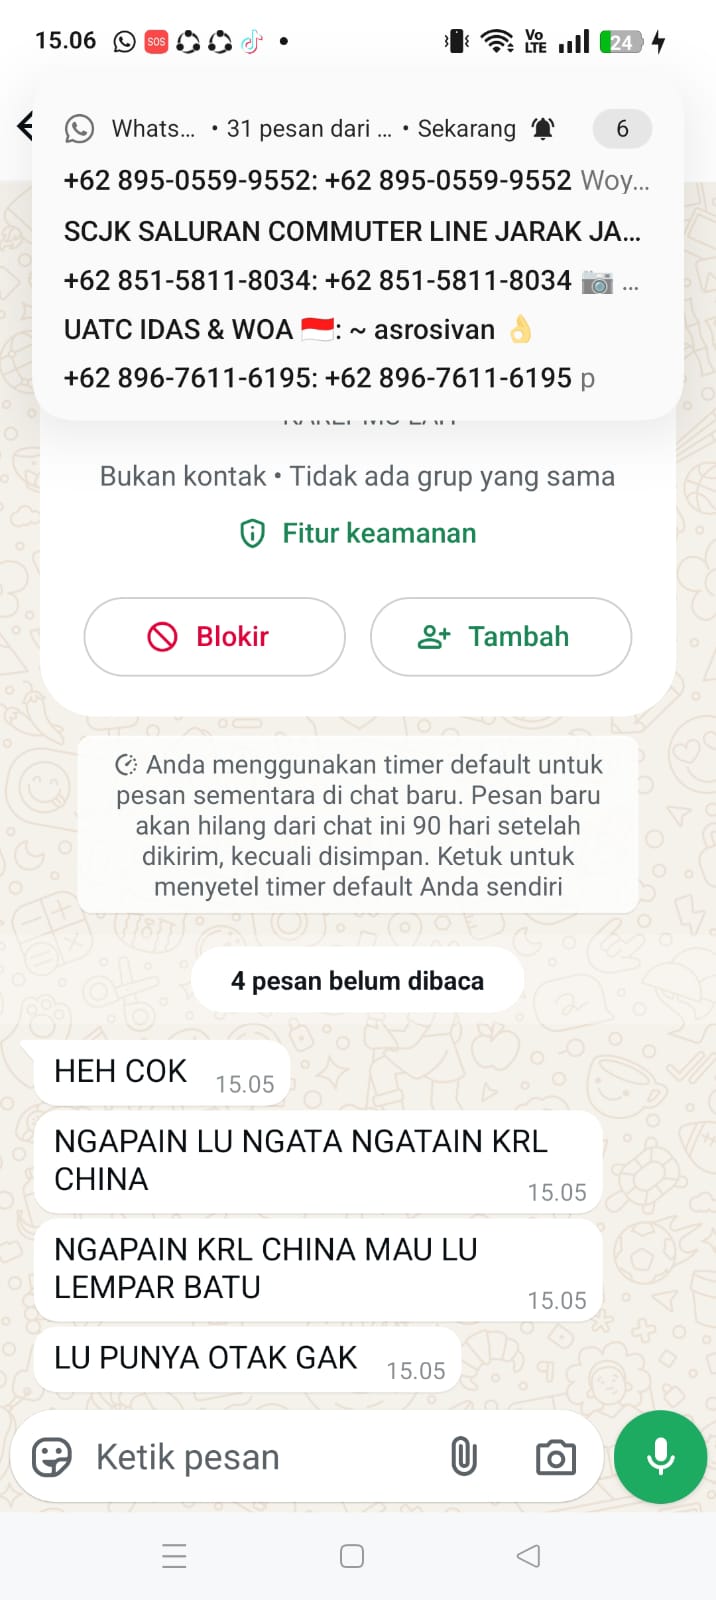 15.06
SOS
Vo
LTE
24
Whats... • 31 pesan dari ... • Sekarang
6
+62 895-0559-9552: +62 895-0559-9552 Woy...
SCJK SALURAN COMMUTER LINE JARAK JA...
+62 851-5811-8034: +62 851-5811-8034 📷 ...
UATC IDAS & WOA 🇮🇩: ~ asrosivan 👌
+62 896-7611-6195: +62 896-7611-6195 p
Bukan kontak • Tidak ada grup yang sama
Fitur keamanan
Blokir
Tambah
Anda menggunakan timer default untuk
pesan sementara di chat baru. Pesan baru
akan hilang dari chat ini 90 hari setelah
dikirim, kecuali disimpan. Ketuk untuk
menyetel timer default Anda sendiri
4 pesan belum dibaca
HEH COK 15.05
NGAPAIN LU NGATA NGATAIN KRL
CHINA 15.05
NGAPAIN KRL CHINA MAU LU
LEMPAR BATU 15.05
LU PUNYA OTAK GAK 15.05
Ketik pesan